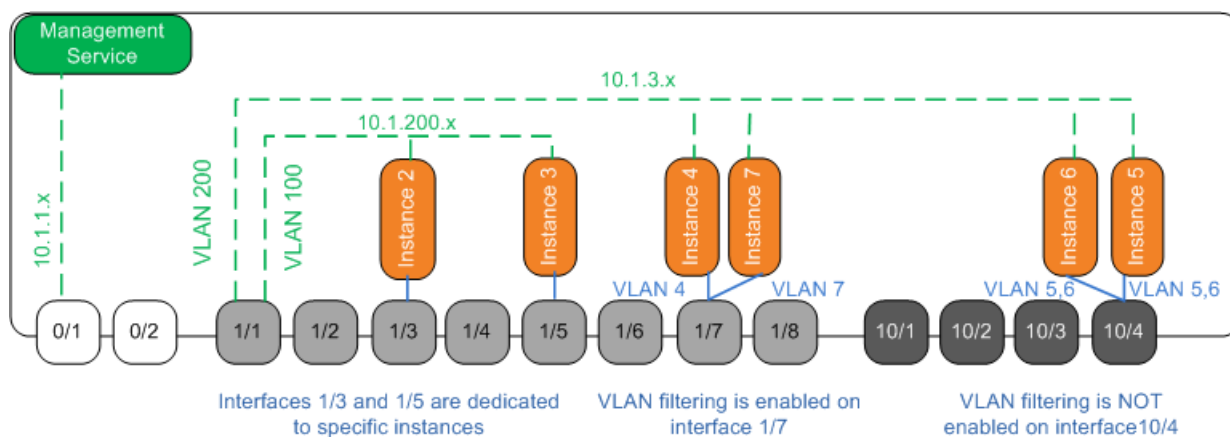 Management
Service
10.1.3.x
10.1.200.x
10.1.1.x
VLAN 200
VLAN 100
Instance 2
Instance 3
Instance 4
Instance 7
Instance 6
Instance 5
VLAN 4
VLAN 7
VLAN 5,6
VLAN 5,6
0/1
0/2
1/1
1/2
1/3
1/4
1/5
1/6
1/7
1/8
10/1
10/2
10/3
10/4
Interfaces 1/3 and 1/5 are dedicated
to specific instances
VLAN filtering is enabled on
interface 1/7
VLAN filtering is NOT
enabled on interface10/4